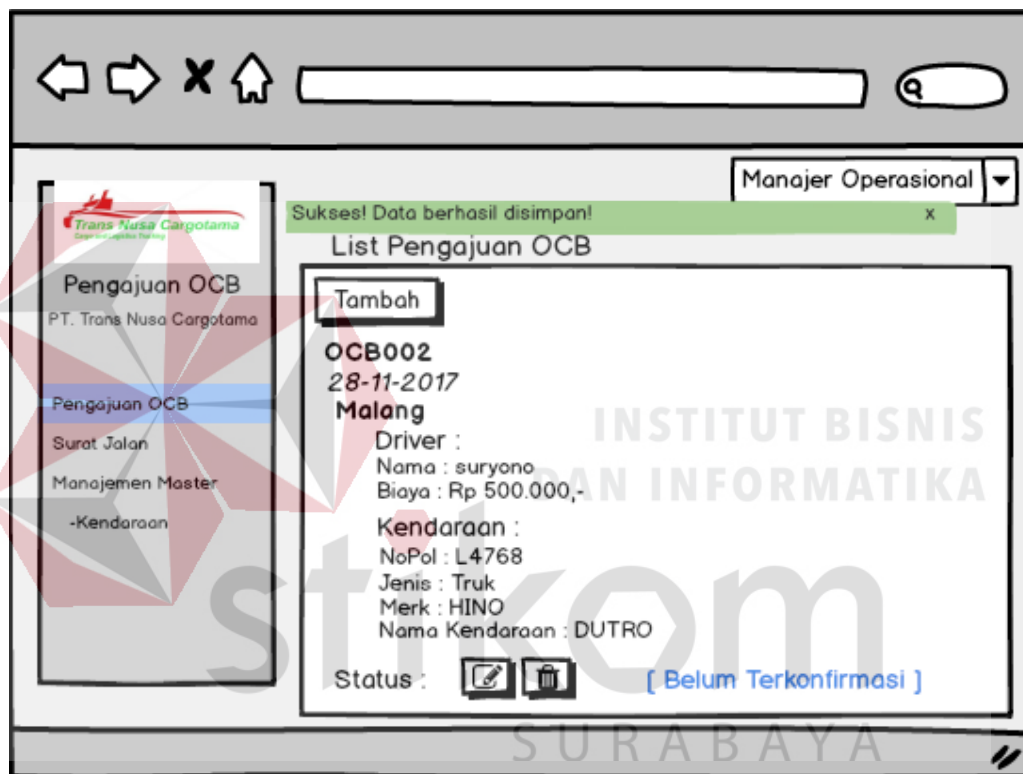 Manajer Operasional
Trans Nusa Cargotama
Sukses! Data berhasil disimpan! x
List Pengajuan OCB
Pengajuan OCB
PT. Trans Nusa Cargotama
Pengajuan OCB
Surat Jalan
Manajemen Master
-Kendaraan
Tambah
OCB002
28-11-2017
Malang
Driver :
Nama : suryono
Biaya : Rp 500.000,-
Kendaraan :
NoPol : L4768
Jenis : Truk
Merk : HINO
Nama Kendaraan : DUTRO
Status :
[ Belum Terkonfirmasi ]
INSTITUT BISNIS
DAN INFORMATIKA
stikom
SURABAYA